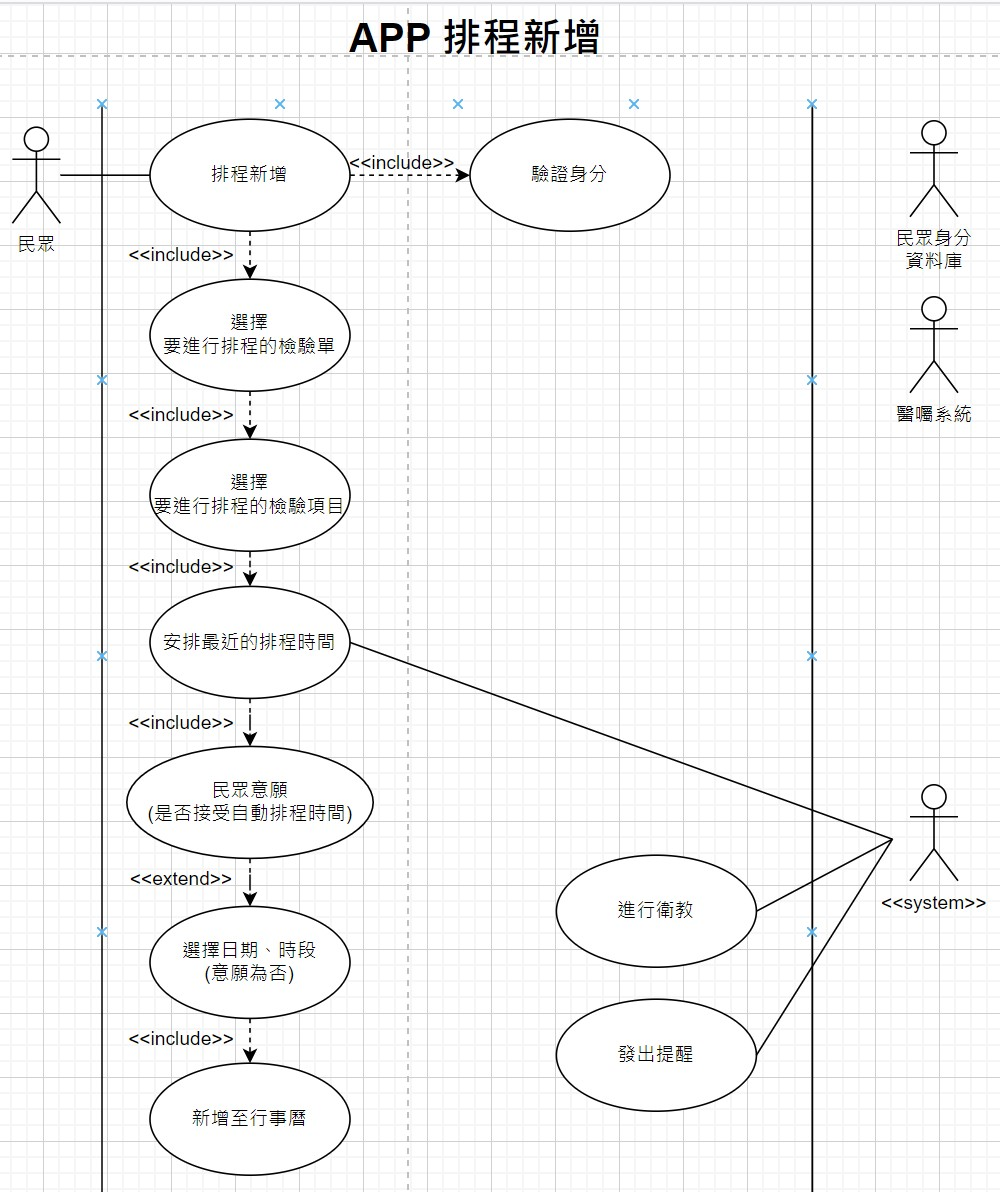 APP 排程新增
排程新增
<<include>>
驗證身分
民眾
民眾身分
資料庫
<<include>>
選擇
要進行排程的檢驗單
醫囑系統
<<include>>
選擇
要進行排程的檢驗項目
<<include>>
安排最近的排程時間
<<include>>
民眾意願
(是否接受自動排程時間)
<<extend>>
<<system>>
進行衛教
選擇日期、時段
(意願為否)
<<include>>
發出提醒
新增至行事曆